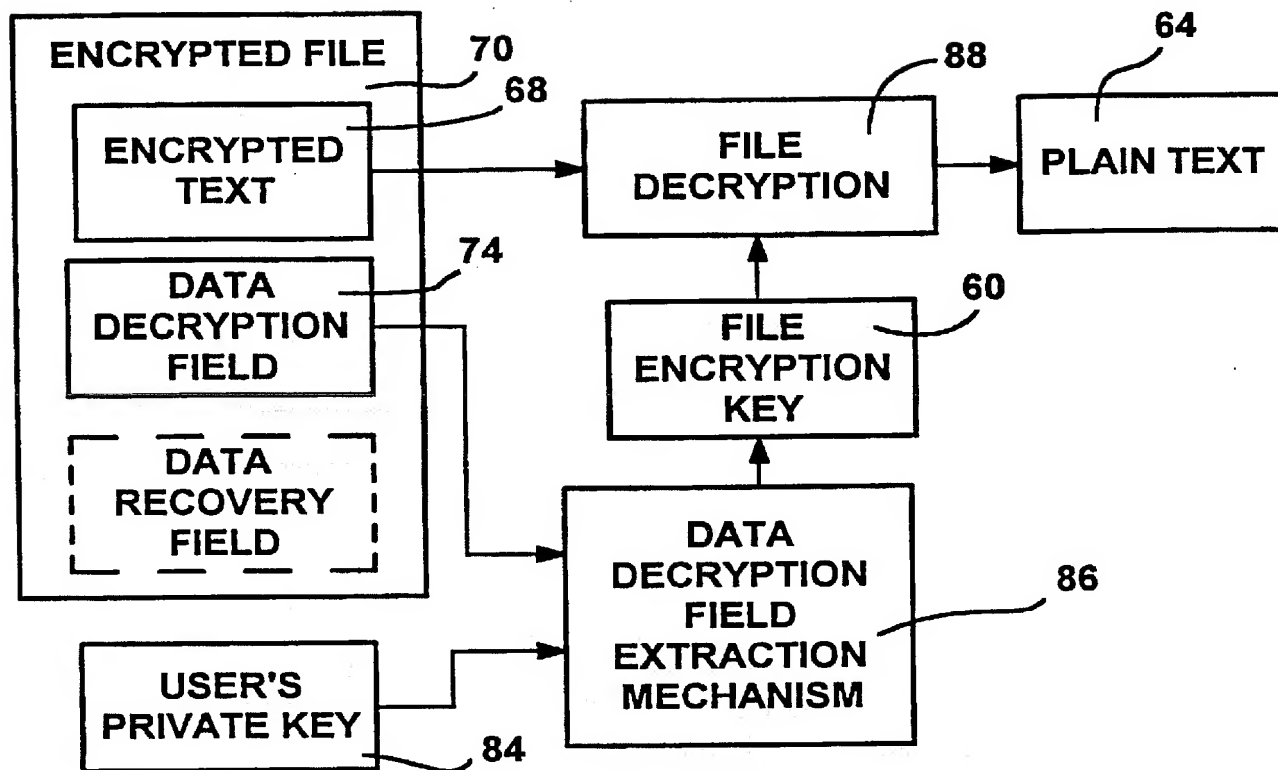 ENCRYPTED FILE
70
68
ENCRYPTED
TEXT
74
DATA
DECRYPTION
FIELD
DATA
RECOVERY
FIELD
USER'S
PRIVATE KEY
84
88
FILE
DECRYPTION
64
PLAIN TEXT
60
FILE
ENCRYPTION
KEY
DATA
DECRYPTION
FIELD
EXTRACTION
MECHANISM
86